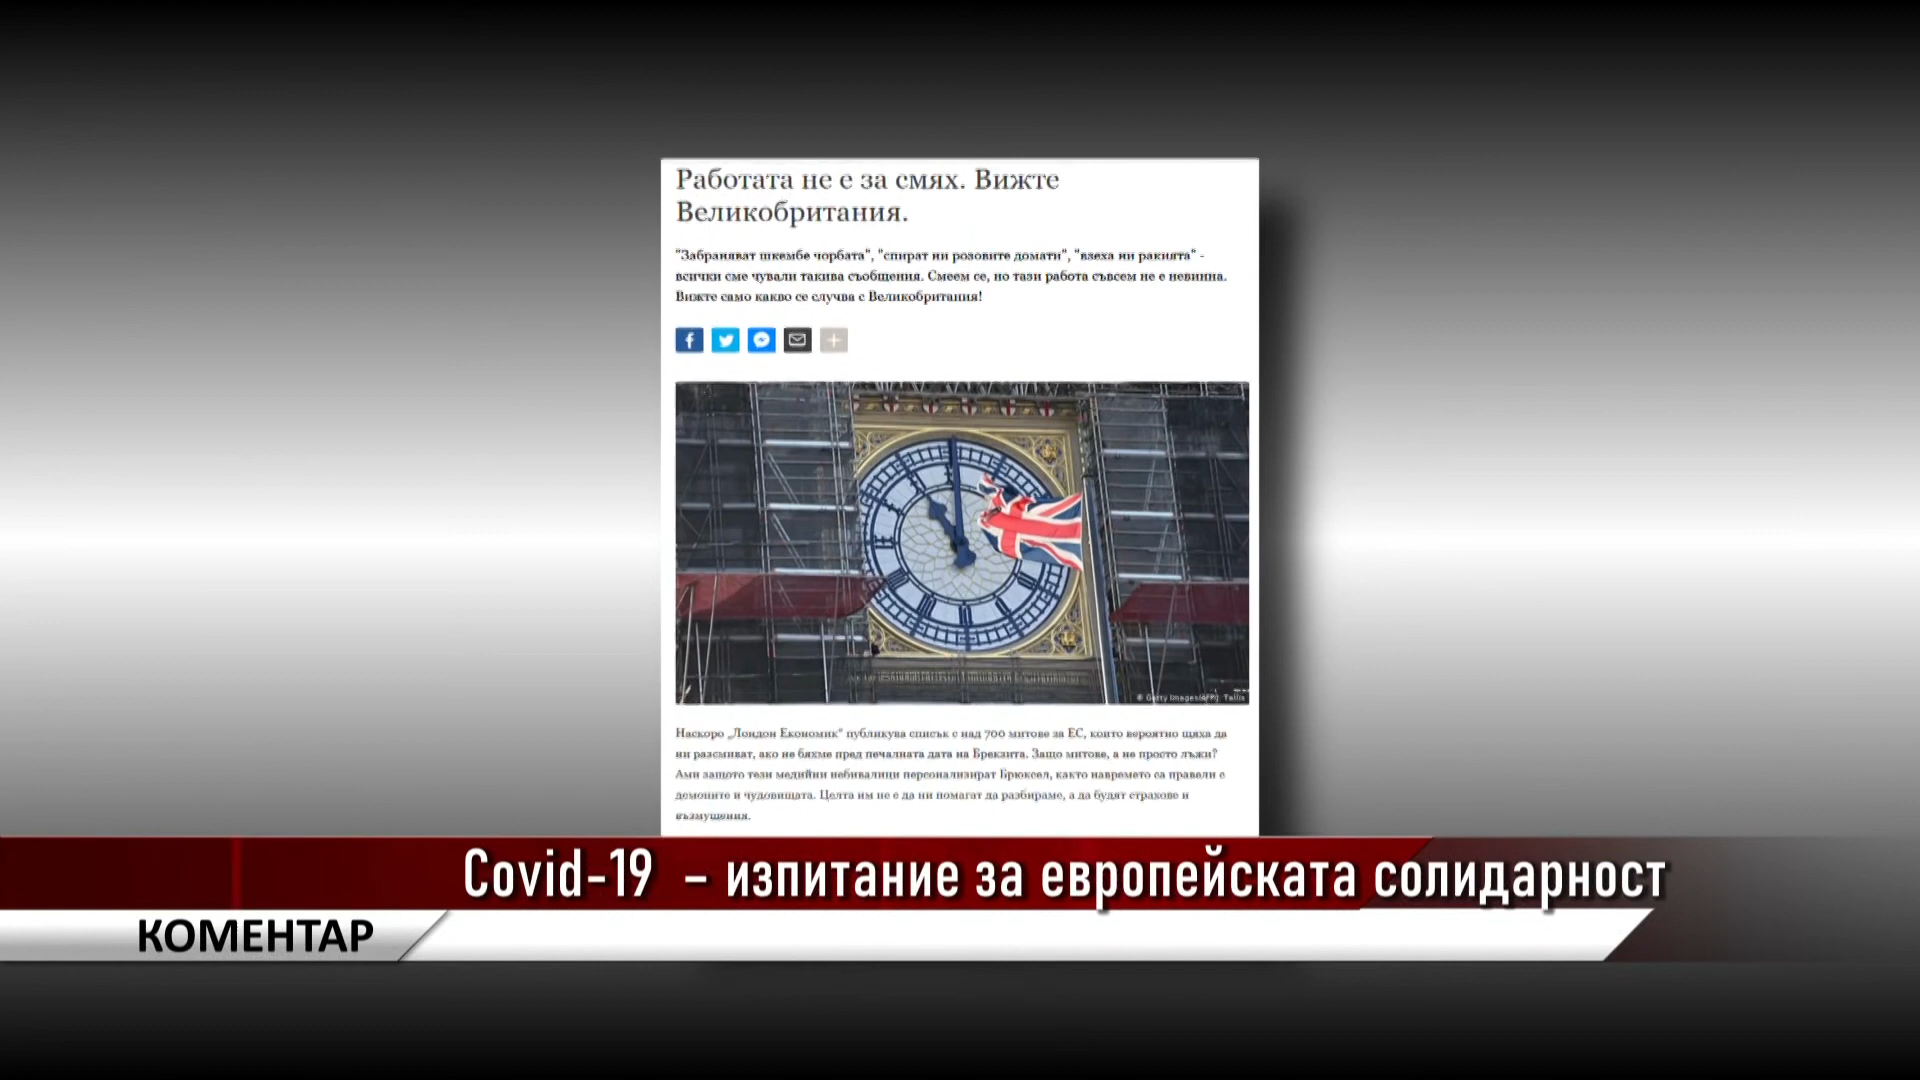 Работата не е за смях. Вижте
Великобритания.
"Забраняват шкембе чорбата", "спират ни розовите домати", "взеха ни ракията" -
всички сме чували такива съобщения. Смеем се, но тази работа съвсем не е невинна.
Вижте само какво се случва с Великобритания!
© Getty Images/AFP/J. Tallis
Наскоро „Лондон Економик" публикува списък с над 700 митове за ЕС, които вероятно щяха да
ни разсмиват, ако не бяхме пред печалната дата на Брекзита. Защо митове, а не просто лъжи?
Ами защото тези медийни небивалици персонализират Брюксел, както навремето са правели с
демоните и чудовищата. Целта им не е да ни помагат да разбираме, а да будят страхове и
възмущения.
Covid-19 – изпитание за европейската солидарност
КОМЕНТАР